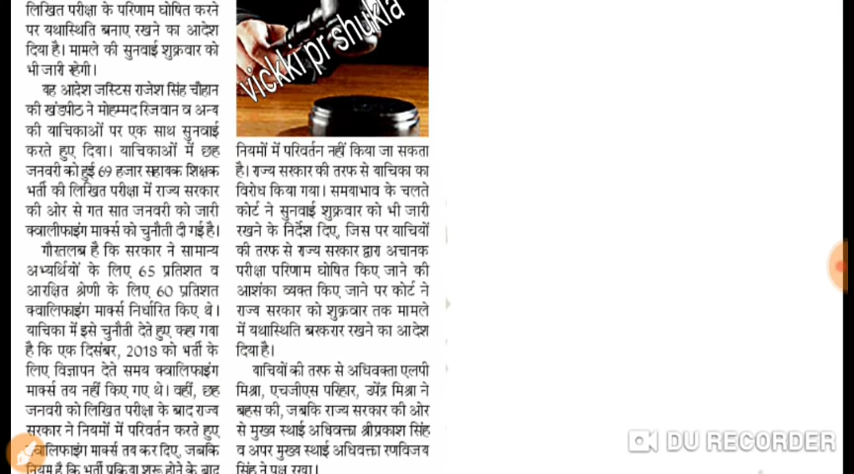 लिखित परीक्षा के परिणाम घोषित करने
पर यथास्थिति बनाए रखने का आदेश
दिया है। मामले की सुनवाई शुक्रवार को
भी जारी रहेगी।
यह आदेश जस्टिस राजेश सिंह चौहान
की खंडपीठ ने मोहम्मद रिजवान व अन्य
की याचिकाओं पर एक साथ सुनवाई
करते हुए दिया। याचिकाओं में छह
जनवरी को हुई 69 हजार सहायक शिक्षक
भर्ती की लिखित परीक्षा में राज्य सरकार
की ओर से गत सात जनवरी को जारी
क्वालीफाइंग मार्क्स को चुनौती दी गई है।
गौरतलब है कि सरकार ने सामान्य
अभ्यर्थियों के लिए 65 प्रतिशत व
आरक्षित श्रेणी के लिए 60 प्रतिशत
क्वालिफाइंग मार्क्स निर्धारित किए थे।
याचिका में इसे चुनौती देते हुए कहा गया
है कि एक दिसंबर, 2018 को भर्ती के
लिए विज्ञापन देते समय क्वालिफाइंग
मार्क्स तय नहीं किए गए थे। वहीं, छह
जनवरी को लिखित परीक्षा के बाद राज्य
सरकार ने नियमों में परिवर्तन करते हुए
क्वालिफाइंग मार्क्स तय कर दिए, जबकि
नियम है कि भर्ती प्रक्रिया शुरू होने के बाद
vickki pr shukla
नियमों में परिवर्तन नहीं किया जा सकता
है। राज्य सरकार की तरफ से याचिका का
विरोध किया गया। समयाभाव के चलते
कोर्ट ने सुनवाई शुक्रवार को भी जारी
रखने के निर्देश दिए, जिस पर याचियों
की तरफ से राज्य सरकार द्वारा अचानक
परीक्षा परिणाम घोषित किए जाने की
आशंका व्यक्त किए जाने पर कोर्ट ने
राज्य सरकार को शुक्रवार तक मामले
में यथास्थिति बरकरार रखने का आदेश
दिया है।
याचियों की तरफ से अधिवक्ता एलपी
मिश्रा, एचजीएस परिहार, उपेंद्र मिश्रा ने
बहस की, जबकि राज्य सरकार की ओर
से मुख्य स्थाई अधिवक्ता श्रीप्रकाश सिंह
व अपर मुख्य स्थाई अधिवक्ता रणविजय
सिंह ने पक्ष रखा।
DU RECORDER